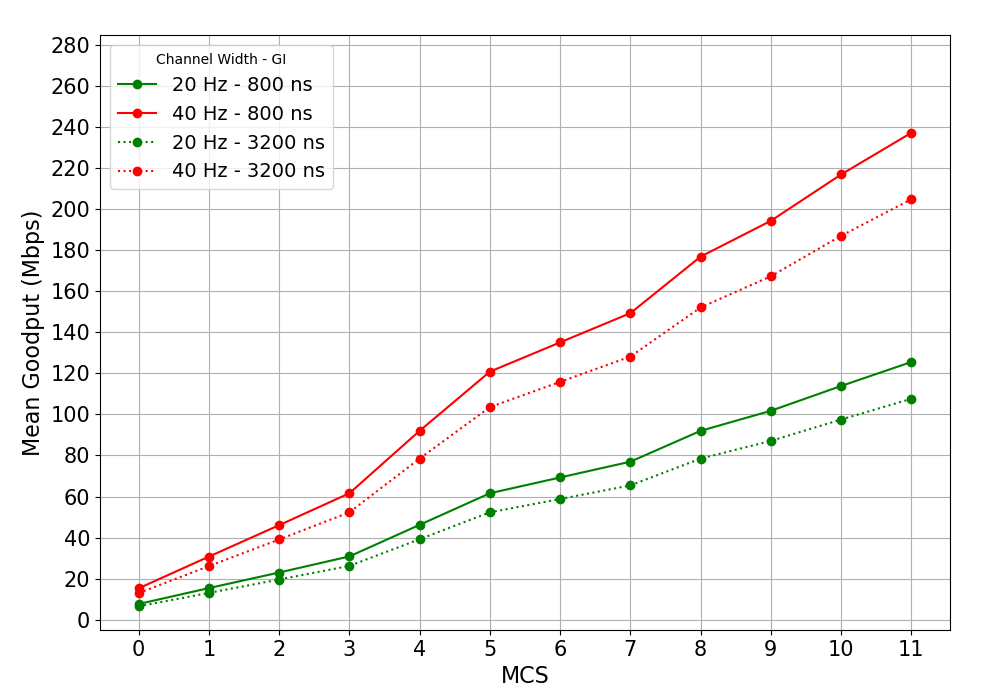 280
260
240
220
200
180
160
140
120
100
80
60
40
20
0
Mean Goodput (Mbps)
Channel Width - GI
20 Hz - 800 ns
40 Hz - 800 ns
20 Hz - 3200 ns
40 Hz - 3200 ns
0 1 2 3 4 5 6 7 8 9 10 11
MCS